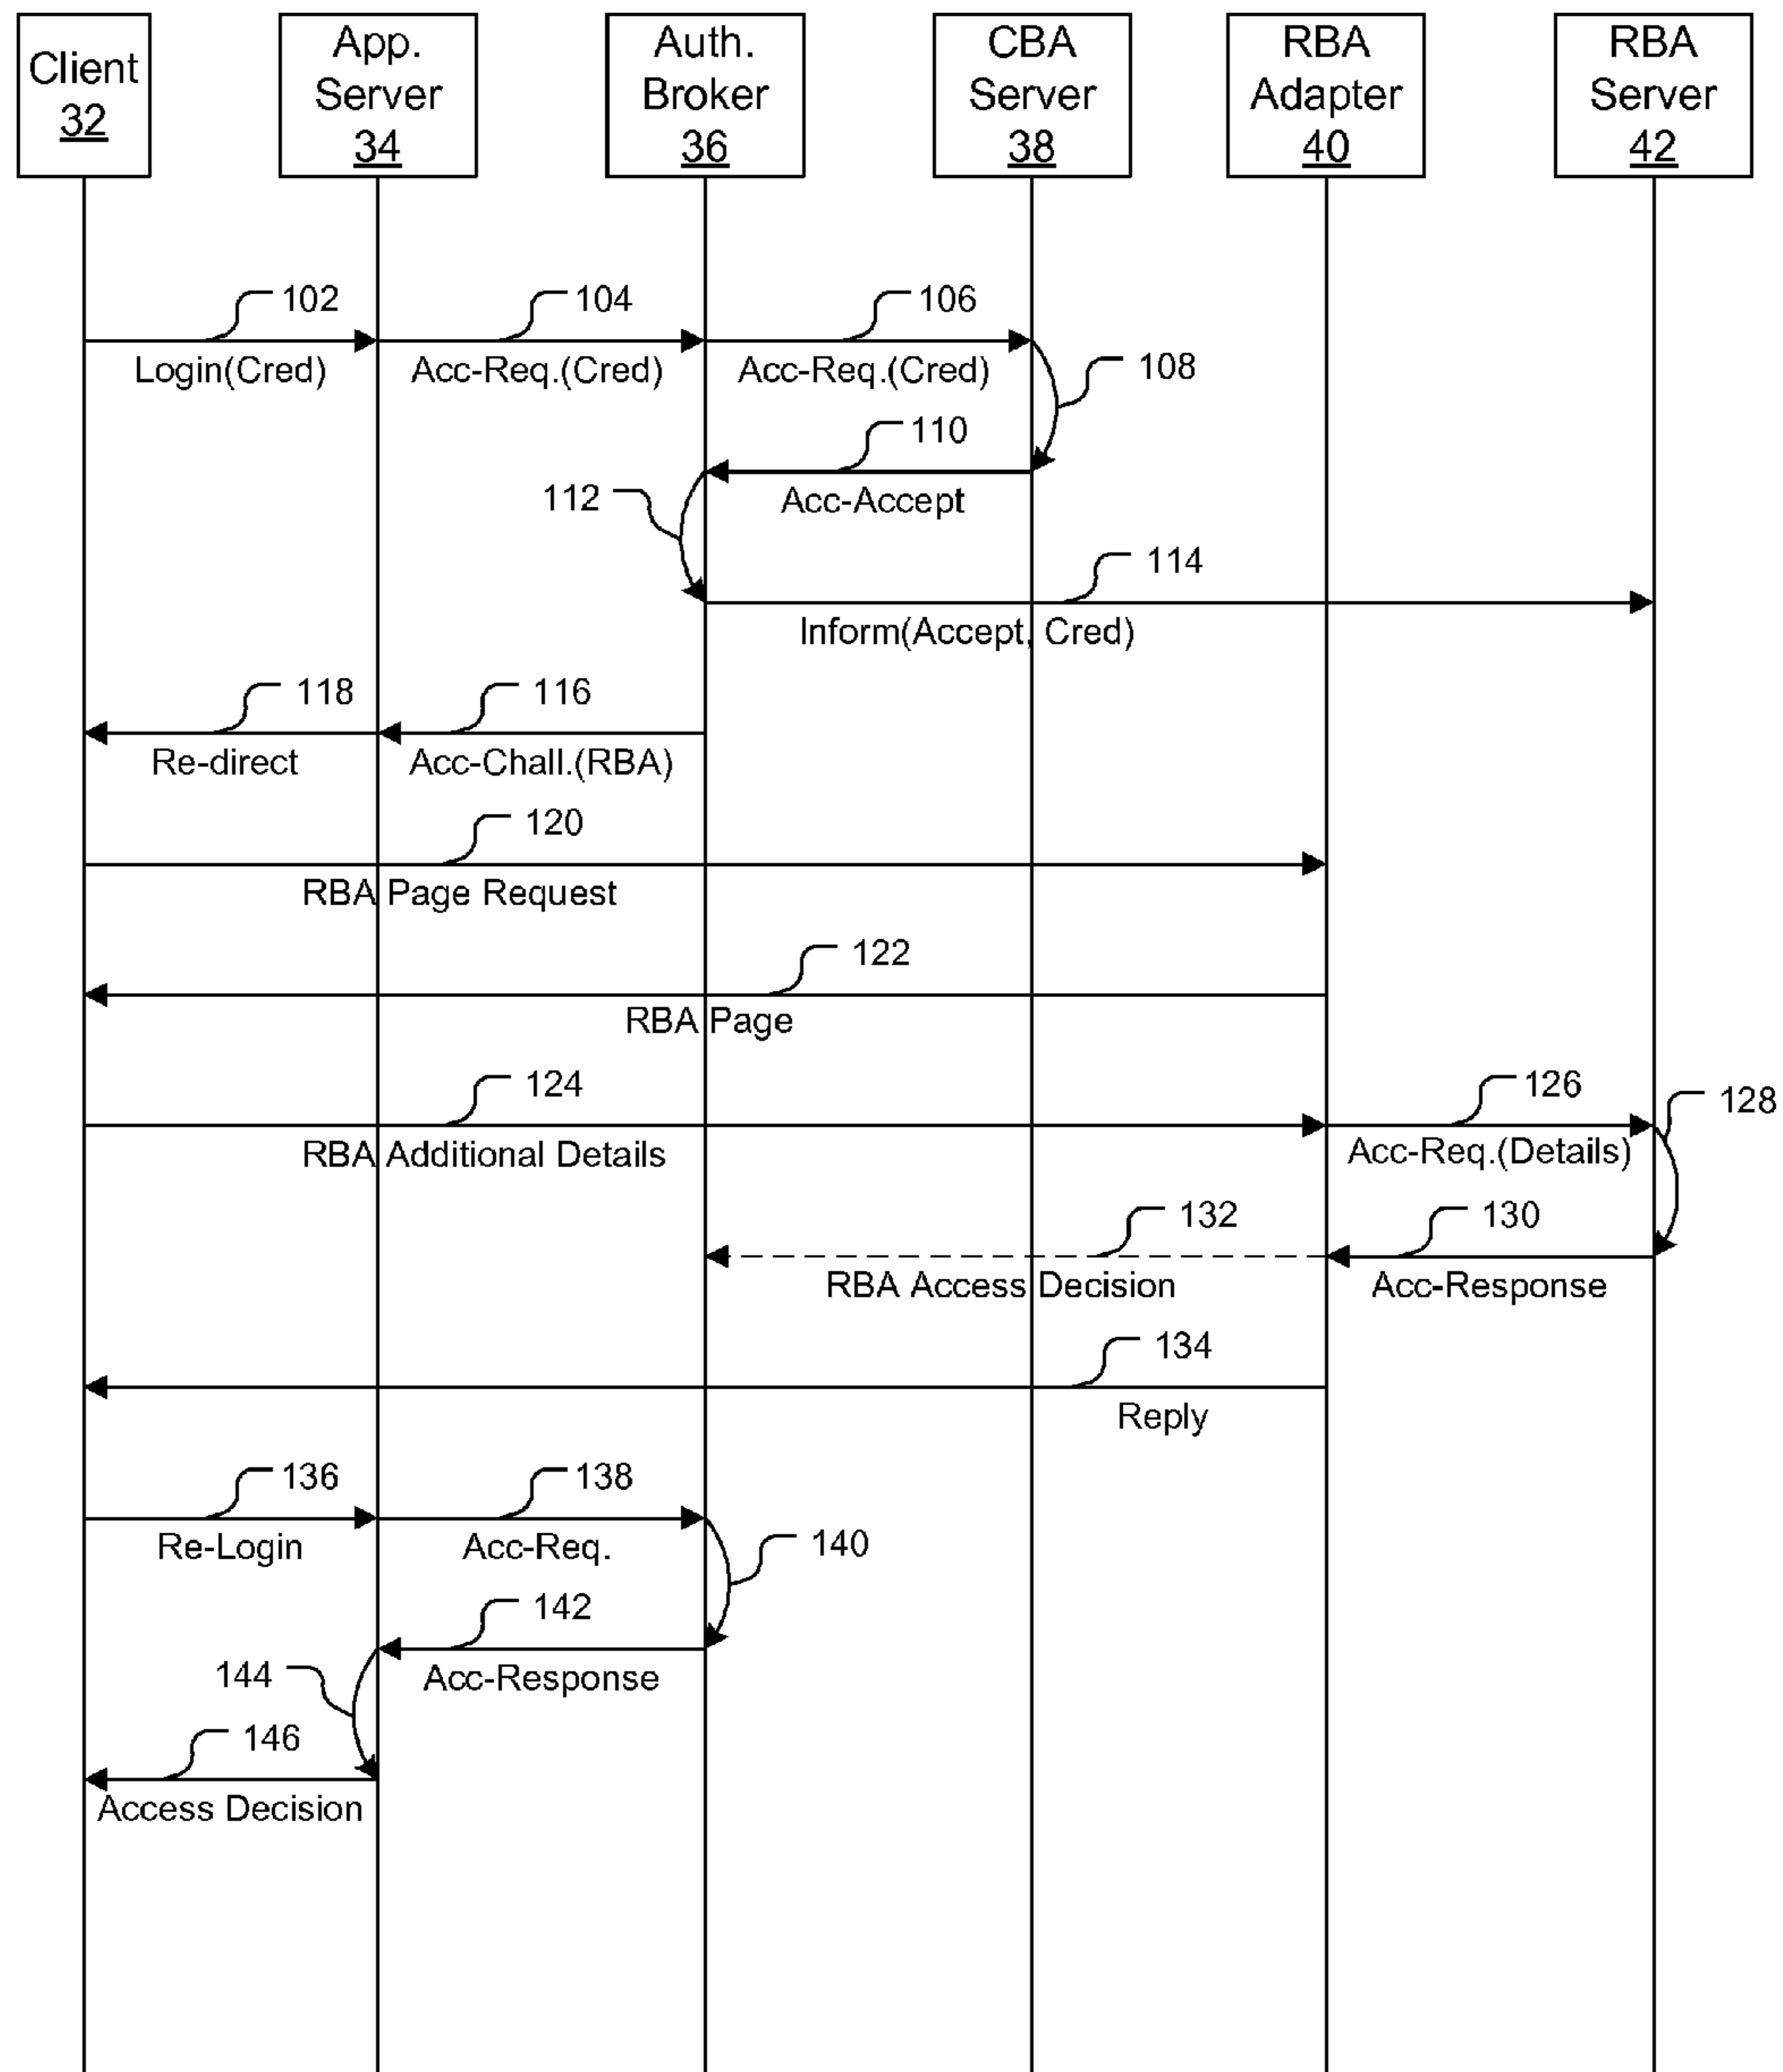 Client
32
App.
Server
34
Auth.
Broker
36
CBA
Server
38
RBA
Adapter
40
RBA
Server
42
102
104
106
Login(Cred)
Acc-Req.(Cred)
Acc-Req.(Cred)
108
110
112
Acc-Accept
114
Inform(Accept, Cred)
118
116
Re-direct
Acc-Chall.(RBA)
120
RBA Page Request
122
RBA Page
124
126
128
RBA Additional Details
Acc-Req.(Details)
132
130
RBA Access Decision
Acc-Response
134
Reply
136
138
Re-Login
Acc-Req.
140
142
144
Acc-Response
146
Access Decision